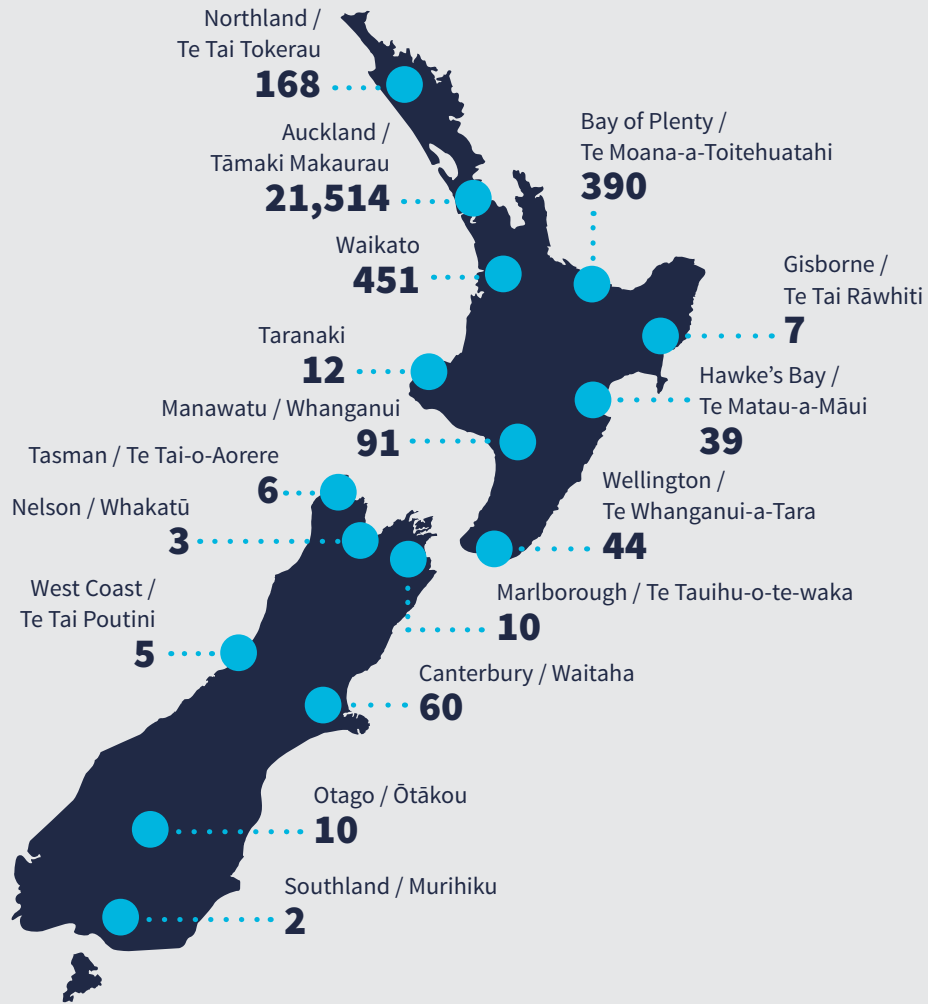 Northland /
Te Tai Tokerau
168
Auckland /
Tāmaki Makaurau
21,514
Bay of Plenty /
Te Moana-a-Toitehuatahi
390
Waikato
451
Gisborne /
Te Tai Rāwhiti
7
Taranaki
12
Hawke’s Bay /
Te Matau-a-Māui
39
Manawatu / Whanganui
91
Tasman / Te Tai-o-Aorere
6
Wellington /
Te Whanganui-a-Tara
44
Nelson / Whakatū
3
West Coast /
Te Tai Poutini
5
Marlborough / Te Tauihu-o-te-waka
10
Canterbury / Waitaha
60
Otago / Ōtākou
10
Southland / Murihiku
2